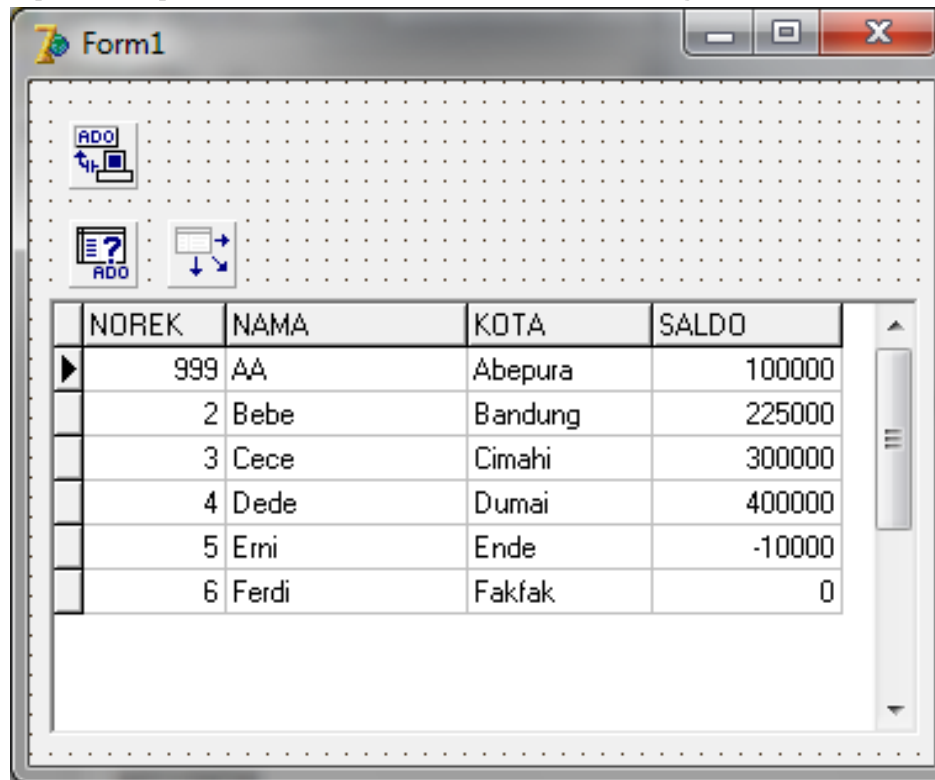 Form1
ADO
ADO
NOREK NAMA KOTA SALDO
999 AA Abepura 100000
2 Bebe Bandung 225000
3 Cece Cimahi 300000
4 Dede Dumai 400000
5 Erni Ende -10000
6 Ferdi Fakfak 0